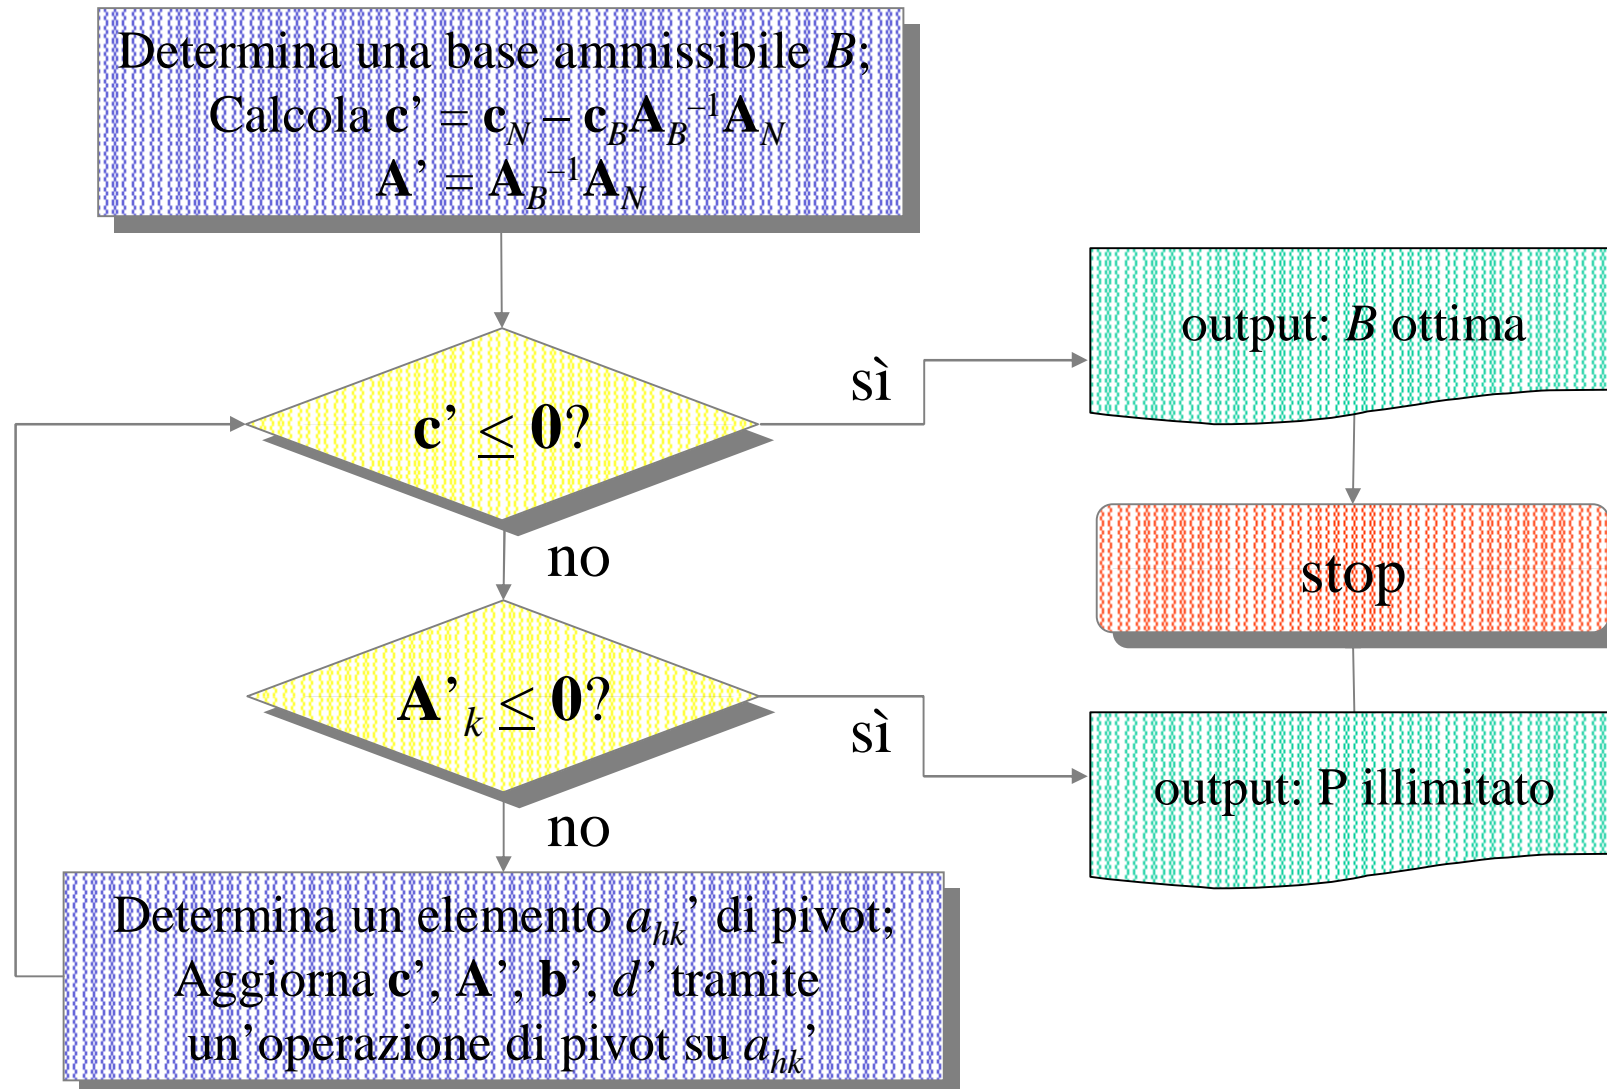 Determina una base ammissibile B;
Calcola c’ = c_N – c_B A_B^–1 A_N
A’ = A_B^–1 A_N
c’ ≤ 0?
sì
output: B ottima
no
stop
A’_k ≤ 0?
sì
output: P illimitato
no
Determina un elemento a_hk’ di pivot;
Aggiorna c’, A’, b’, d’ tramite
un’operazione di pivot su a_hk’